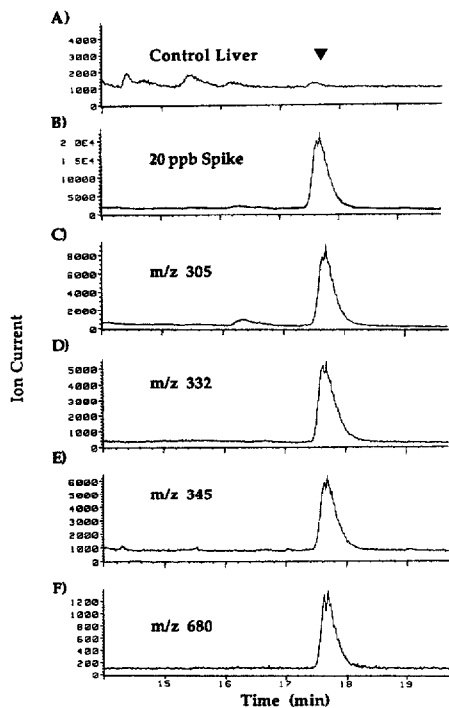 A)
Control Liver
4000
3000
2000
1000
0
B)
20 ppb Spike
2 0E4
1 5E4
10000
5000
0
C)
m/z 305
8000
6000
4000
2000
0
D)
m/z 332
5000
4000
3000
2000
1000
0
E)
m/z 345
6000
5000
4000
3000
2000
1000
0
F)
m/z 680
1200
1000
800
600
400
200
0
Ion Current
15 16 17 18 19
Time (min)